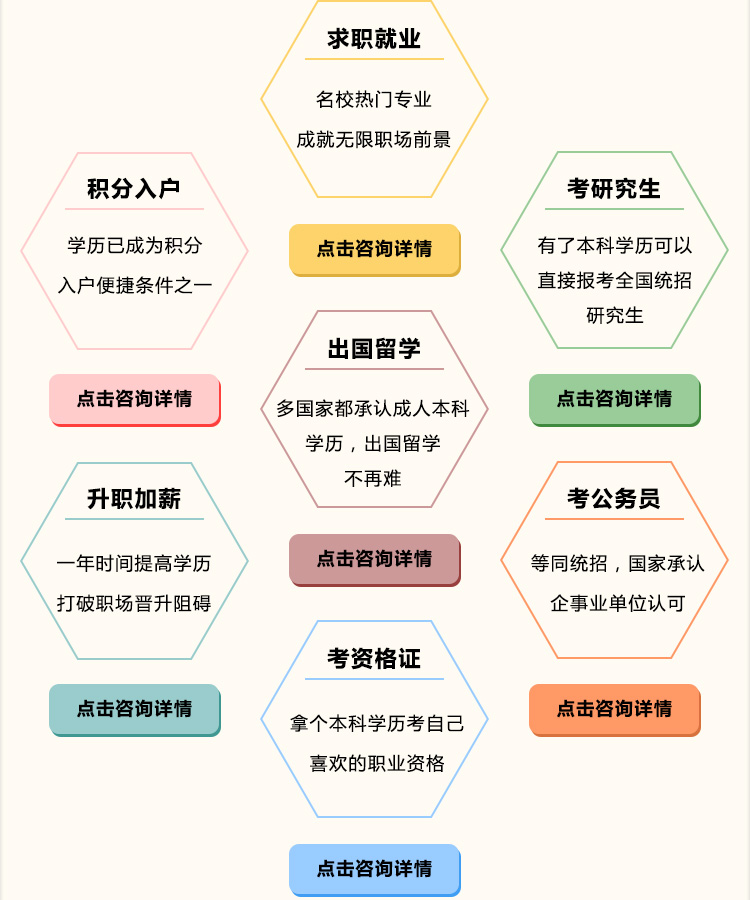 求职就业
名校热门专业
成就无限职场前景
点击咨询详情
积分入户
学历已成为积分
入户便捷条件之一
点击咨询详情
考研究生
有了本科学历可以
直接报考全国统招
研究生
点击咨询详情
出国留学
多国家都承认成人本科
学历，出国留学
不再难
点击咨询详情
升职加薪
一年时间提高学历
打破职场晋升阻碍
点击咨询详情
考公务员
等同统招，国家承认
企事业单位认可
点击咨询详情
考资格证
拿个本科学历考自己
喜欢的职业资格
点击咨询详情